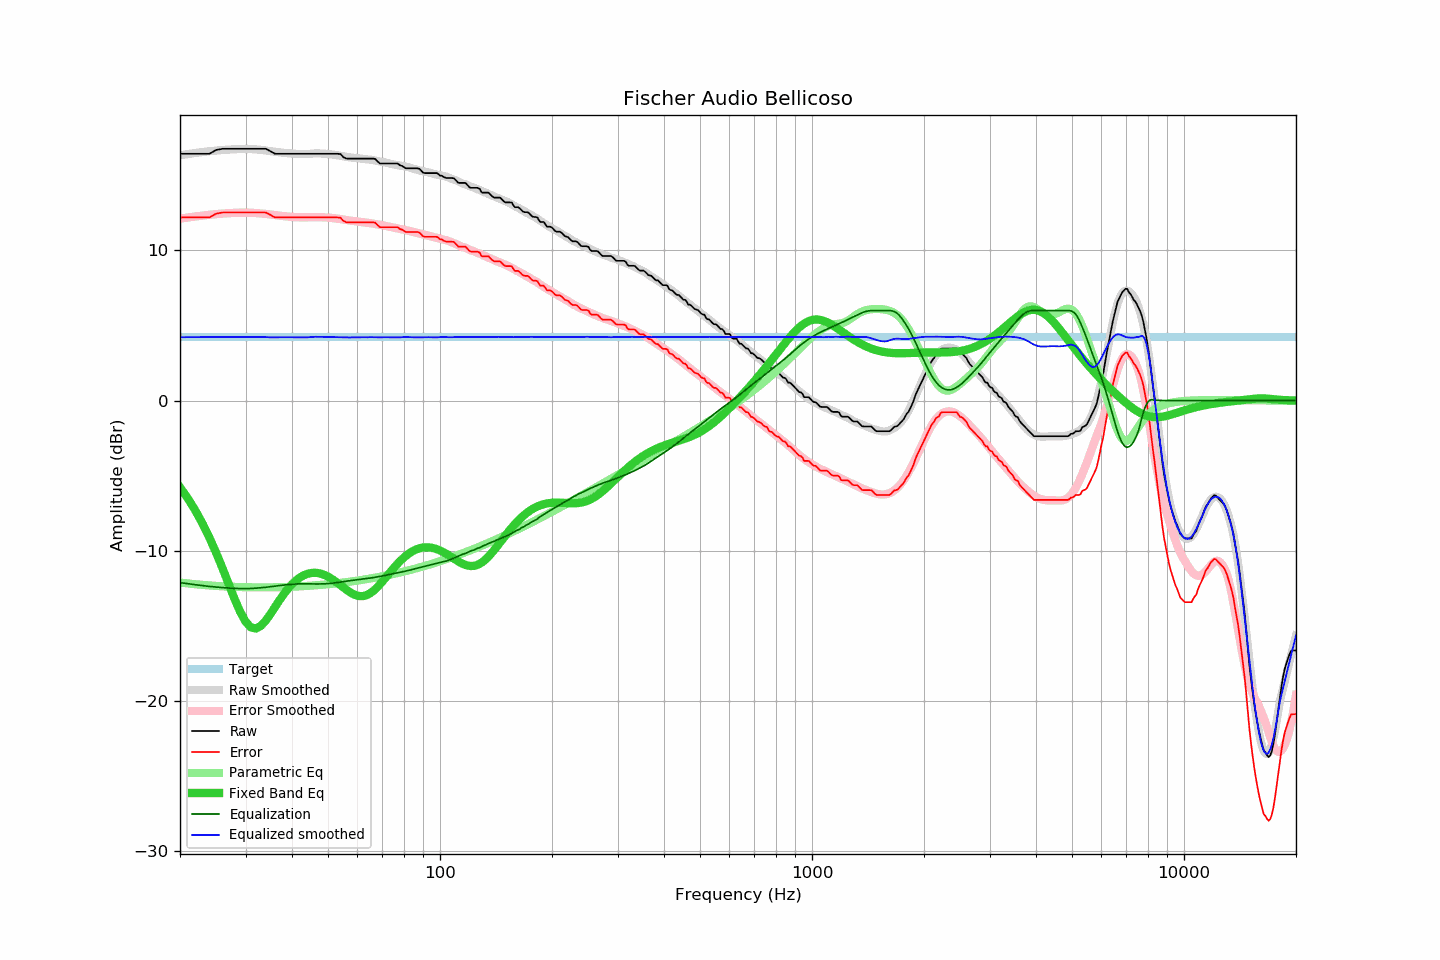 Fischer Audio Bellicoso
Amplitude (dBr)
10
0
−10
−20
−30
Target
Raw Smoothed
Error Smoothed
Raw
Error
Parametric Eq
Fixed Band Eq
Equalization
Equalized smoothed
100
1000
10000
Frequency (Hz)